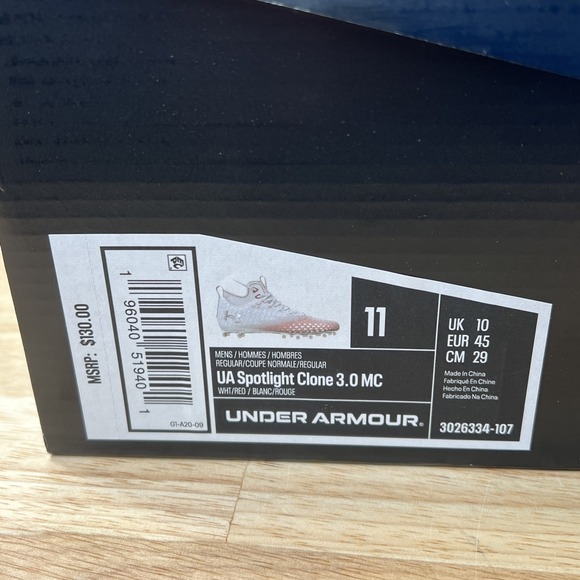 MSRP: $130.00
1 96040 51940 1
G1-A20-09
11
MENS / HOMMES / HOMBRES
REGULAR/COUPE NORMALE/REGULAR
UA Spotlight Clone 3.0 MC
WHT/RED / BLANC/ROUGE
UNDER ARMOUR®
UK 10
EUR 45
CM 29
Made in China
Fabriqué En Chine
Hecho En China
Fabricado Na China
3026334-107